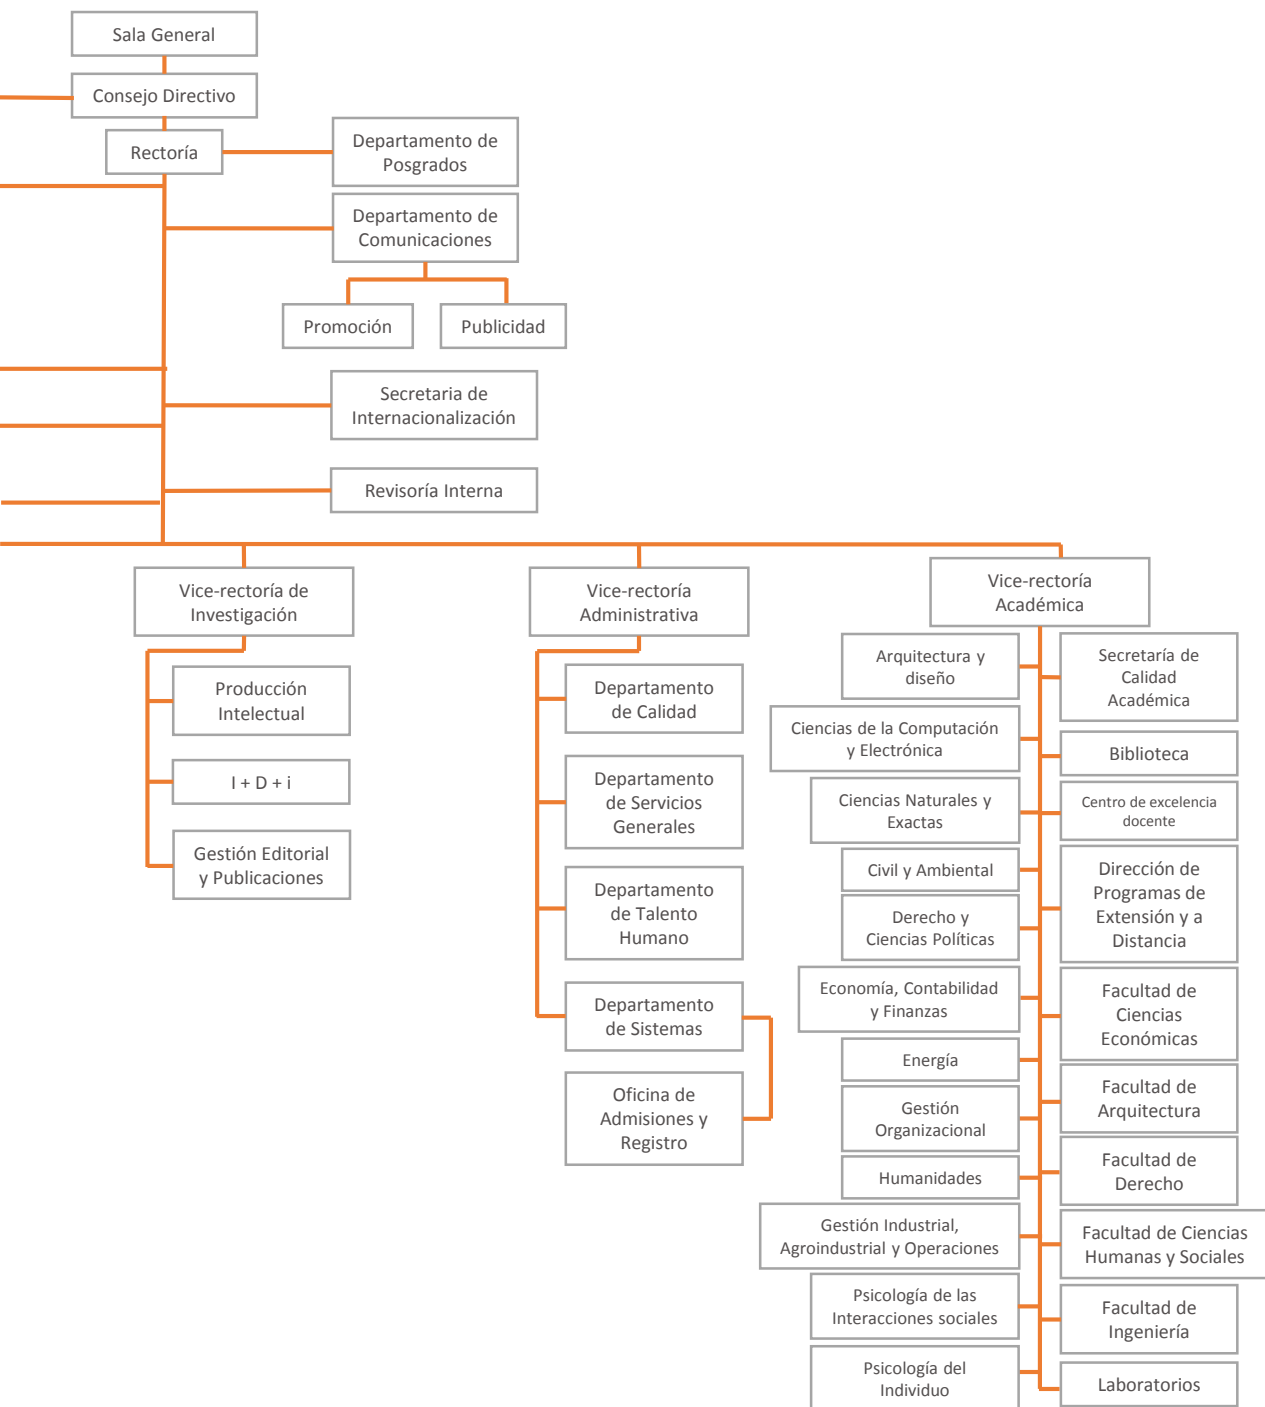 Sala General
Consejo Directivo
Rectoría
Departamento de
Posgrados
Departamento de
Comunicaciones
Promoción
Publicidad
Secretaria de
Internacionalización
Revisoría Interna
Vice-rectoría de
Investigación
Producción
Intelectual
I + D + i
Gestión Editorial
y Publicaciones
Vice-rectoría
Administrativa
Departamento
de Calidad
Departamento
de Servicios
Generales
Departamento
de Talento
Humano
Departamento
de Sistemas
Oficina de
Admisiones y
Registro
Vice-rectoría
Académica
Arquitectura y
diseño
Ciencias de la Computación
y Electrónica
Ciencias Naturales y
Exactas
Civil y Ambiental
Derecho y
Ciencias Políticas
Economía, Contabilidad
y Finanzas
Energía
Gestión
Organizacional
Humanidades
Gestión Industrial,
Agroindustrial y Operaciones
Psicología de las
Interacciones sociales
Psicología del
Individuo
Secretaría de
Calidad
Académica
Biblioteca
Centro de excelencia
docente
Dirección de
Programas de
Extensión y a
Distancia
Facultad de
Ciencias
Económicas
Facultad de
Arquitectura
Facultad de
Derecho
Facultad de Ciencias
Humanas y Sociales
Facultad de
Ingeniería
Laboratorios